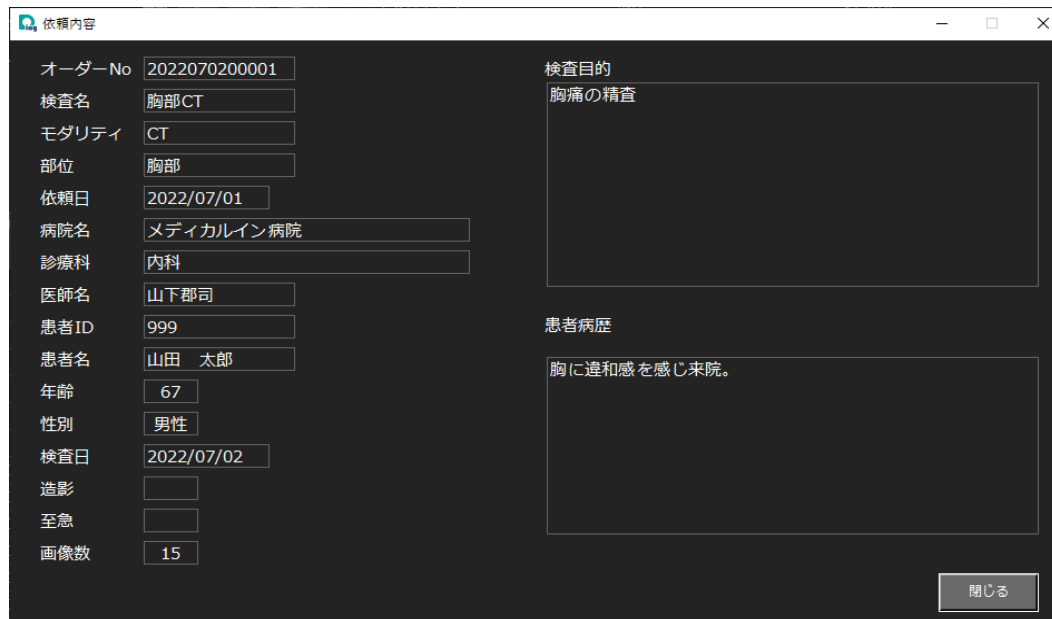 依頼内容
オーダーNo 2022070200001
検査名 胸部CT
モダリティ CT
部位 胸部
依頼日 2022/07/01
病院名 メディカルイン病院
診療科 内科
医師名 山下郡司
患者ID 999
患者名 山田　太郎
年齢 67
性別 男性
検査日 2022/07/02
造影
至急
画像数 15
検査目的
胸痛の精査
患者病歴
胸に違和感を感じ来院。
閉じる